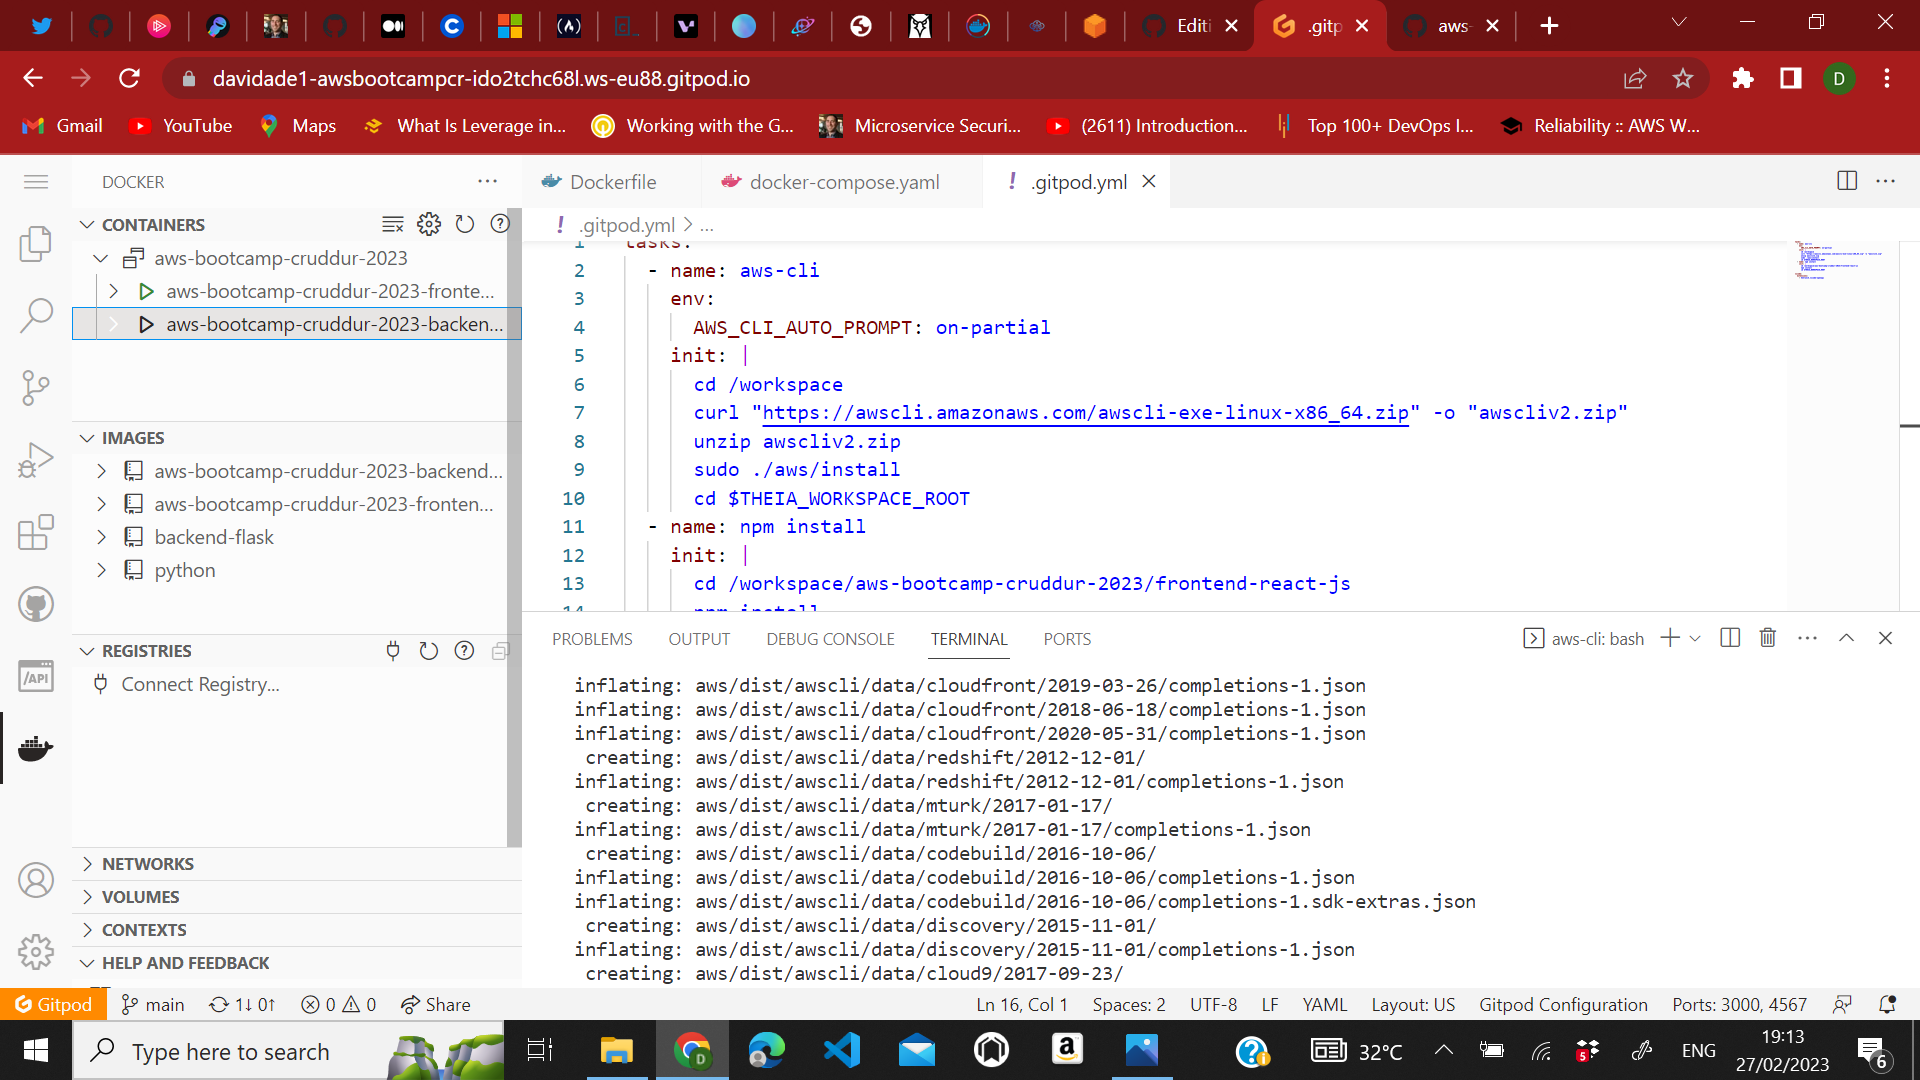 Editi
.gitp
aws-
davidade1-awsbootcampcr-ido2tchc68l.ws-eu88.gitpod.io
D
Gmail
YouTube
Maps
What Is Leverage in...
Working with the G...
Microservice Securi...
(2611) Introduction...
Top 100+ DevOps I...
Reliability :: AWS W...
DOCKER
Dockerfile
docker-compose.yaml
! .gitpod.yml
CONTAINERS
! .gitpod.yml > ...
aws-bootcamp-cruddur-2023
aws-bootcamp-cruddur-2023-fronte...
aws-bootcamp-cruddur-2023-backen...
IMAGES
aws-bootcamp-cruddur-2023-backend...
aws-bootcamp-cruddur-2023-fronten...
backend-flask
python
REGISTRIES
Connect Registry...
NETWORKS
VOLUMES
CONTEXTS
HELP AND FEEDBACK
1 tasks:
2 - name: aws-cli
3 env:
4 AWS_CLI_AUTO_PROMPT: on-partial
5 init: |
6 cd /workspace
7 curl "https://awscli.amazonaws.com/awscli-exe-linux-x86_64.zip" -o "awscliv2.zip"
8 unzip awscliv2.zip
9 sudo ./aws/install
10 cd $THEIA_WORKSPACE_ROOT
11 - name: npm install
12 init: |
13 cd /workspace/aws-bootcamp-cruddur-2023/frontend-react-js
14 npm install
PROBLEMS
OUTPUT
DEBUG CONSOLE
TERMINAL
PORTS
aws-cli: bash
inflating: aws/dist/awscli/data/cloudfront/2019-03-26/completions-1.json
inflating: aws/dist/awscli/data/cloudfront/2018-06-18/completions-1.json
inflating: aws/dist/awscli/data/cloudfront/2020-05-31/completions-1.json
creating: aws/dist/awscli/data/redshift/2012-12-01/
inflating: aws/dist/awscli/data/redshift/2012-12-01/completions-1.json
creating: aws/dist/awscli/data/mturk/2017-01-17/
inflating: aws/dist/awscli/data/mturk/2017-01-17/completions-1.json
creating: aws/dist/awscli/data/codebuild/2016-10-06/
inflating: aws/dist/awscli/data/codebuild/2016-10-06/completions-1.json
inflating: aws/dist/awscli/data/codebuild/2016-10-06/completions-1.sdk-extras.json
creating: aws/dist/awscli/data/discovery/2015-11-01/
inflating: aws/dist/awscli/data/discovery/2015-11-01/completions-1.json
creating: aws/dist/awscli/data/cloud9/2017-09-23/
Gitpod
main
1↓ 0↑
0
0
Share
Ln 16, Col 1
Spaces: 2
UTF-8
LF
YAML
Layout: US
Gitpod Configuration
Ports: 3000, 4567
Type here to search
32°C
5
ENG
19:13
27/02/2023
6